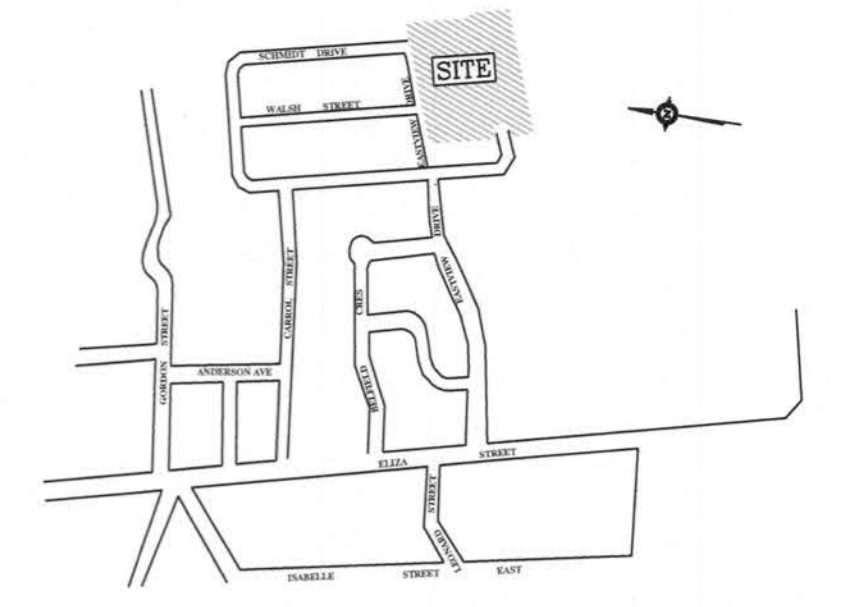 SCHMIDT DRIVE
SITE
DRIVE
WALSH STREET
N
EASTVIEW
DRIVE
EASTVIEW
CARROL STREET
CRES
GORDON STREET
ANDERSON AVE
BELFIELD
ELIZA STREET
STREET
LEONARD
ISABELLE STREET EAST